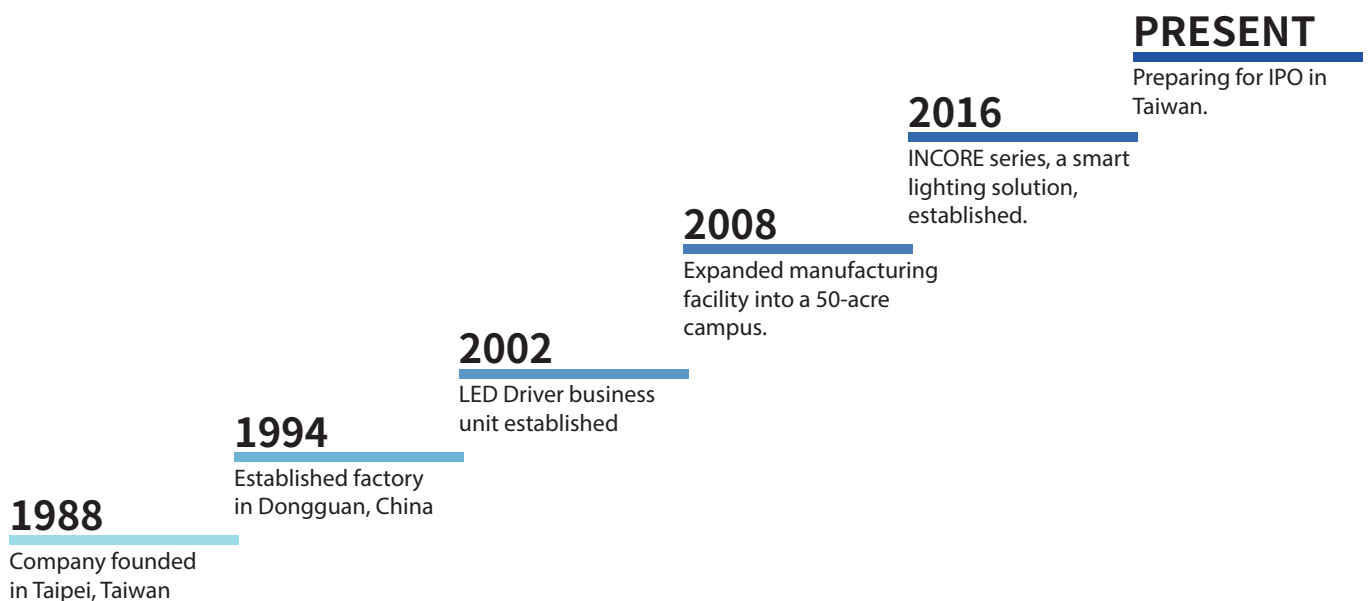 1988
Company founded
in Taipei, Taiwan
1994
Established factory
in Dongguan, China
2002
LED Driver business
unit established
2008
Expanded manufacturing
facility into a 50-acre
campus.
2016
INCORE series, a smart
lighting solution,
established.
PRESENT
Preparing for IPO in
Taiwan.